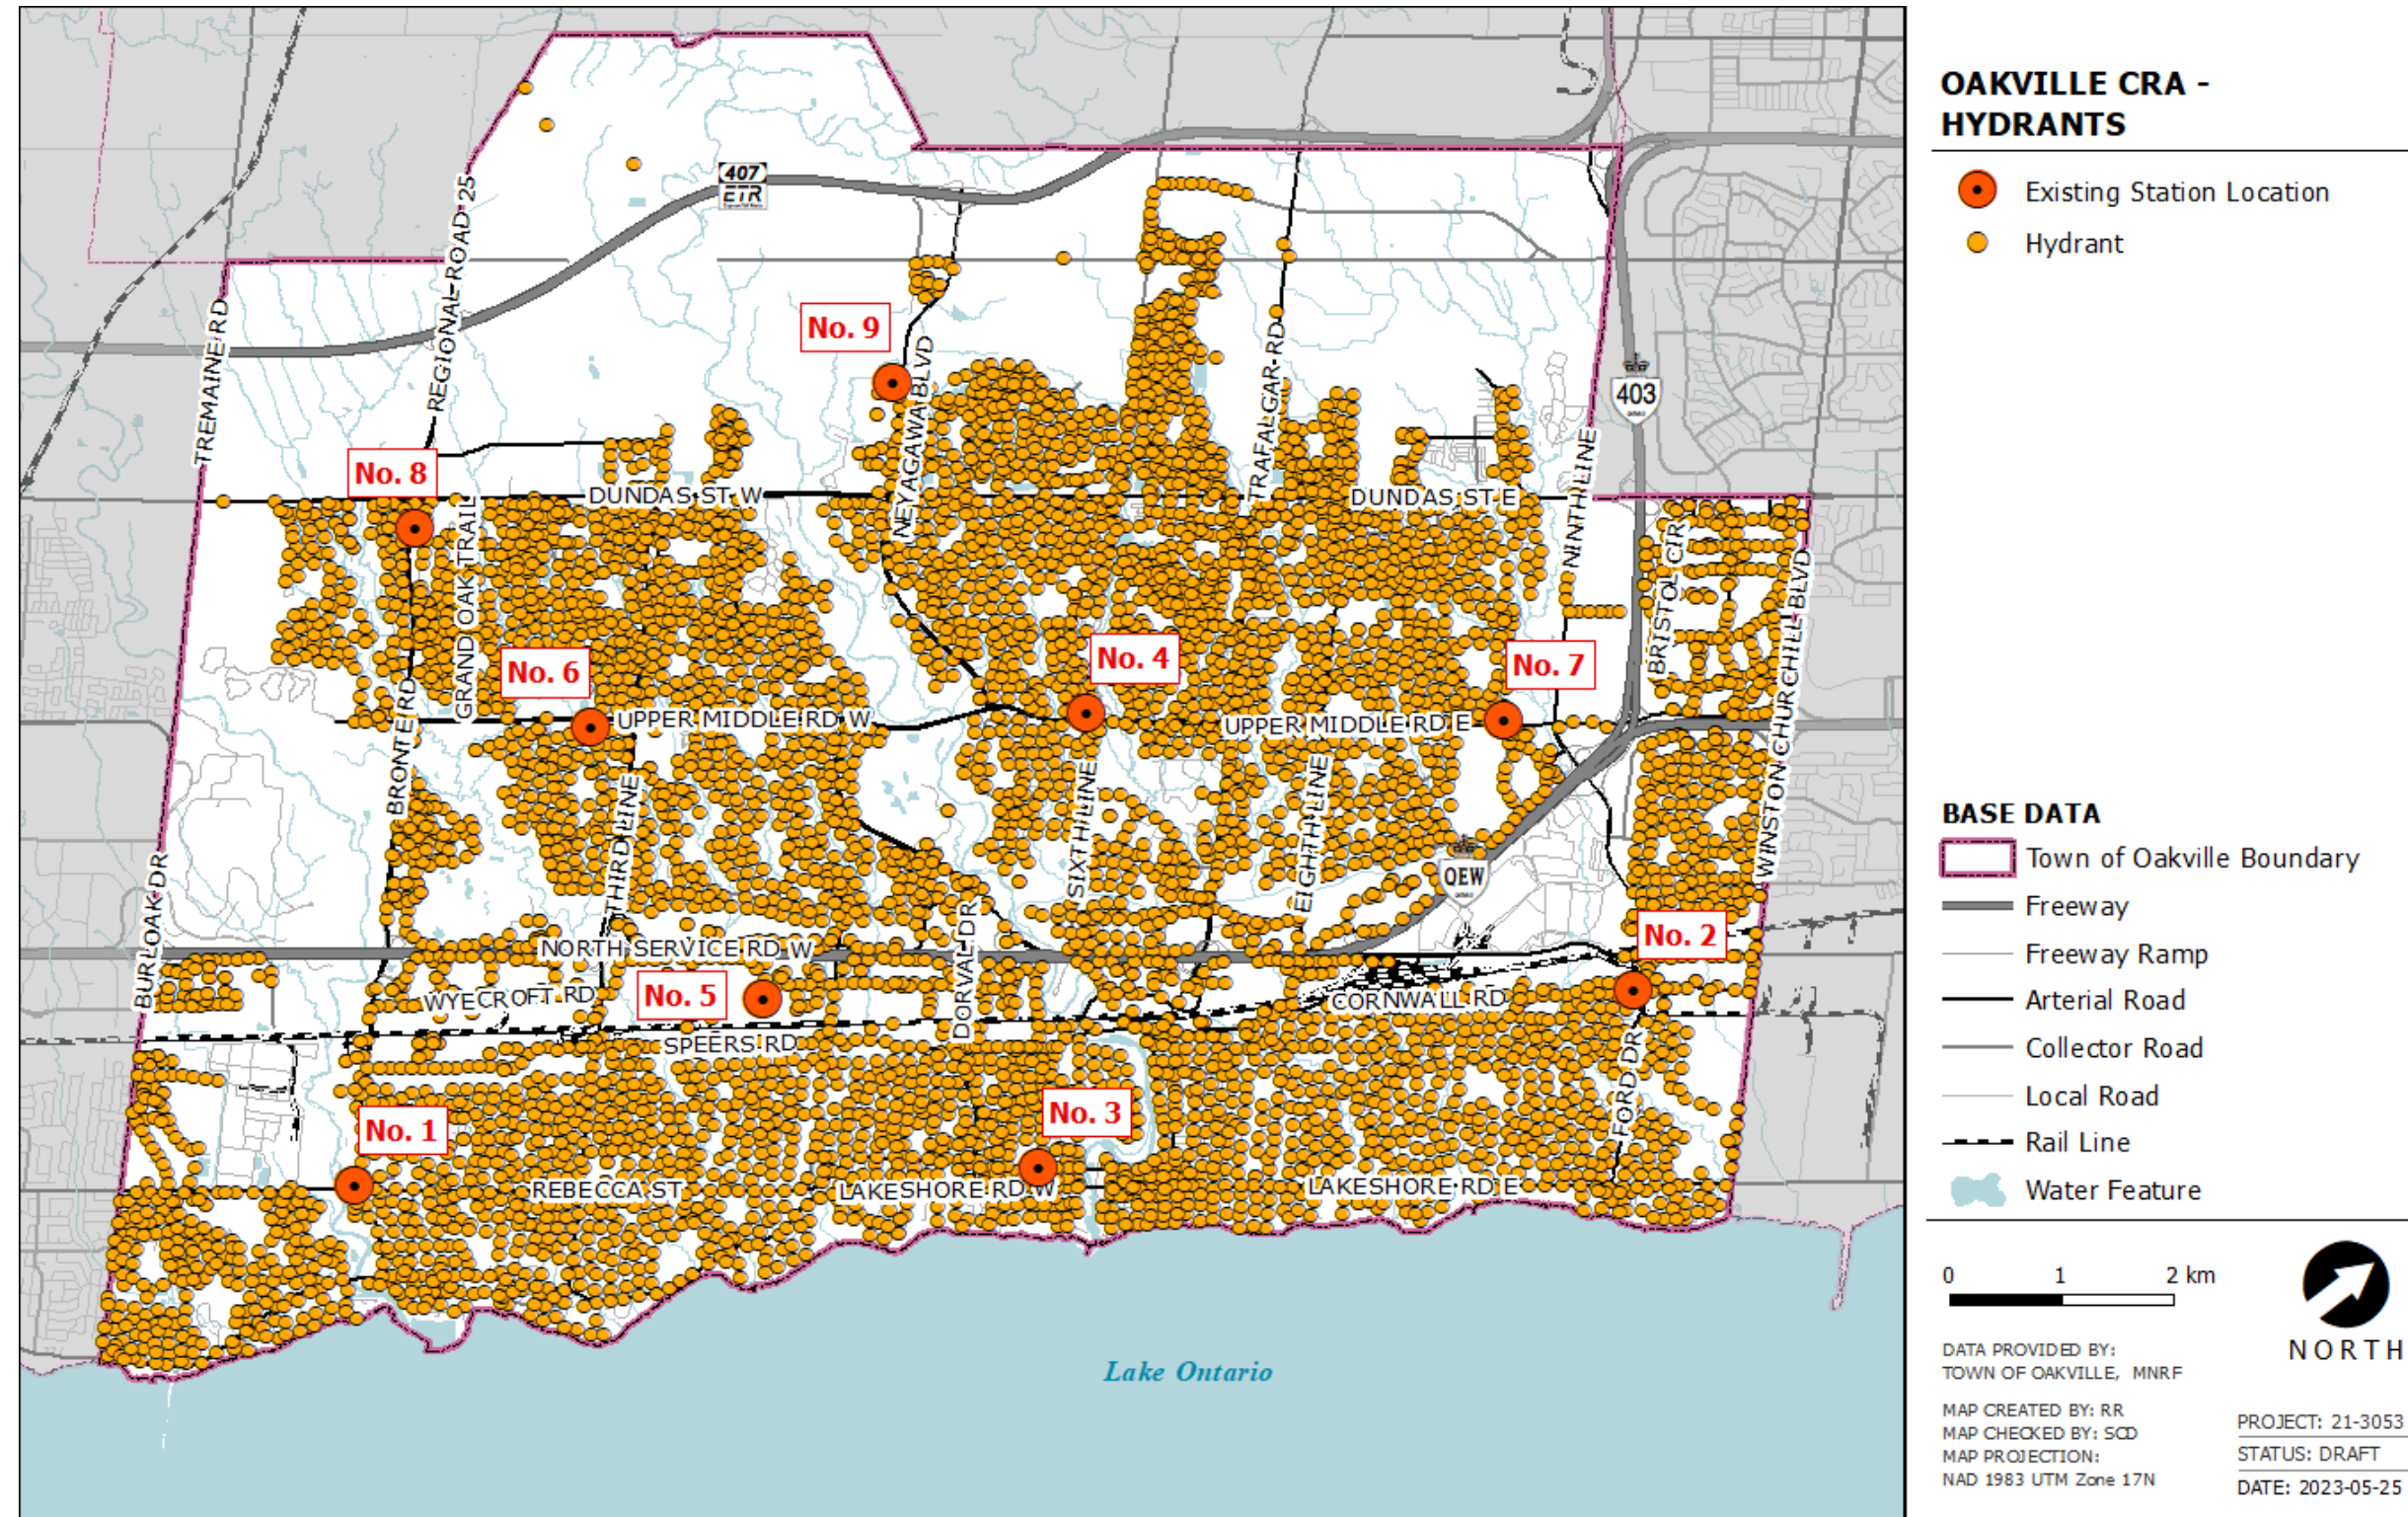 OAKVILLE CRA -
HYDRANTS
Existing Station Location
Hydrant
BASE DATA
Town of Oakville Boundary
Freeway
Freeway Ramp
Arterial Road
Collector Road
Local Road
Rail Line
Water Feature
0 1 2 km
NORTH
DATA PROVIDED BY:
TOWN OF OAKVILLE, MNRF
MAP CREATED BY: RR
MAP CHECKED BY: SCD
MAP PROJECTION:
NAD 1983 UTM Zone 17N
PROJECT: 21-3053
STATUS: DRAFT
DATE: 2023-05-25
407
ETR
REGIONAL ROAD 25
TREMAINE RD
No. 9
NEYAGAWA BLVD
TRAFALGAR RD
403
No. 8
DUNDAS ST W
DUNDAS ST E
NINTH LINE
GRAND OAK TRAIL
BRISTOL CIR
WINSTON CHURCHILL BLVD
No. 6
No. 4
No. 7
BRONTE RD
UPPER MIDDLE RD W
UPPER MIDDLE RD E
THIRD LINE
SIXTH LINE
EIGHTH LINE
QEW
BURLOAK DR
NORTH SERVICE RD W
DORVAL DR
No. 2
WYECROFT RD
No. 5
CORNWALL RD
SPEERS RD
FORD DR
No. 1
No. 3
REBECCA ST
LAKESHORE RD W
LAKESHORE RD E
Lake Ontario